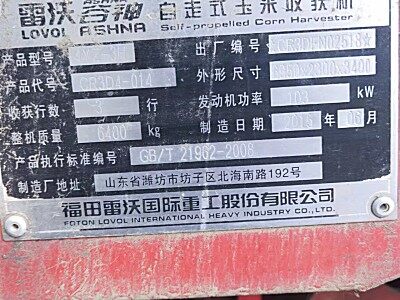 雷沃谷神 自走式玉米收获机
LOVOL ARBNA Self-propelled Corn Harvester
产品型号 出厂编号
产品代号 CB3D4-014 外形尺寸
收获行数 3 行 发动机功率 103 kW
整机质量 6400 kg 制造日期 2015 年 06 月
产品执行标准编号 GB/T 21962-2008
制造厂地址 山东省潍坊市坊子区北海南路192号
福田雷沃国际重工股份有限公司
FOTON LOVOL INTERNATIONAL HEAVY INDUSTRY CO.,LTD.